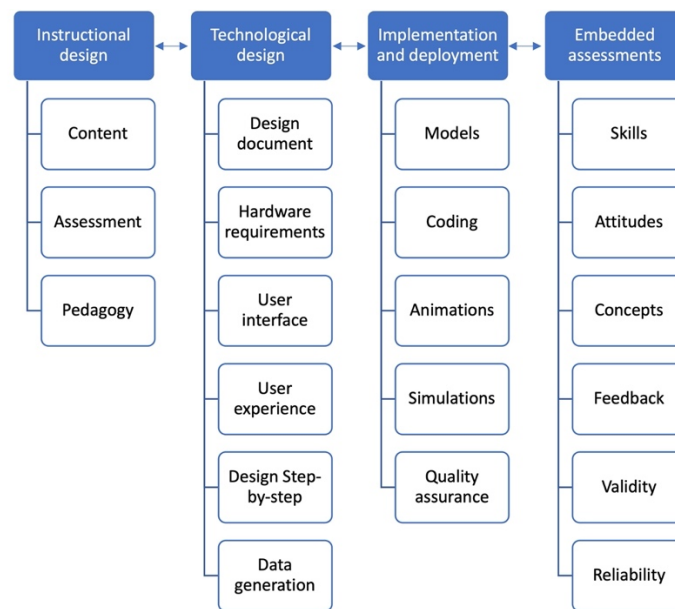 Instructional
design
Technological
design
Implementation
and deployment
Embedded
assessments
Content
Assessment
Pedagogy
Design
document
Hardware
requirements
User
interface
User
experience
Design Step-
by-step
Data
generation
Models
Coding
Animations
Simulations
Quality
assurance
Skills
Attitudes
Concepts
Feedback
Validity
Reliability